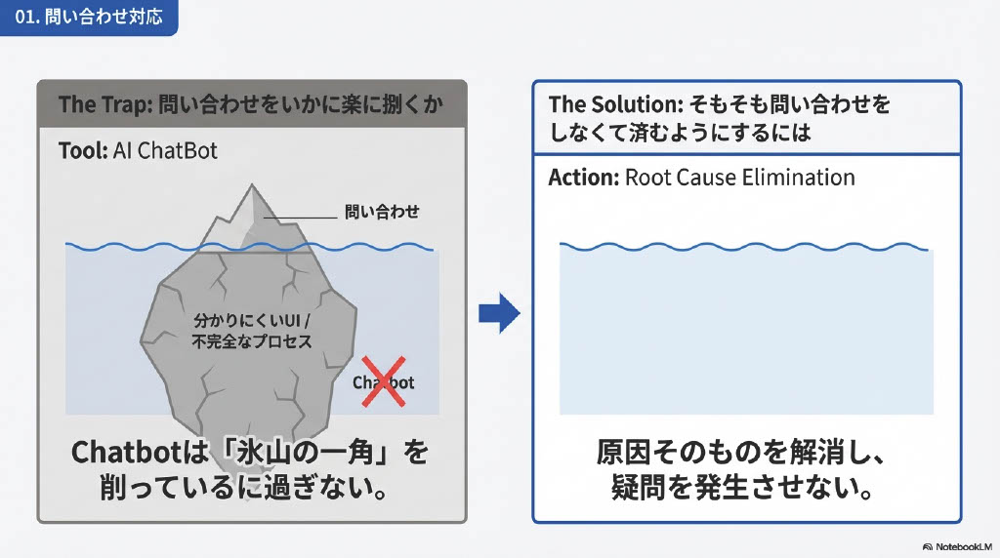 01. 問い合わせ対応
The Trap: 問い合わせをいかに楽に捌くか
Tool: AI ChatBot
問い合わせ
分かりにくいUI /
不完全なプロセス
Chatbot
Chatbotは「氷山の一角」を
削っているに過ぎない。
The Solution: そもそも問い合わせを
しなくて済むようにするには
Action: Root Cause Elimination
原因そのものを解消し、
疑問を発生させない。
NotebookLM